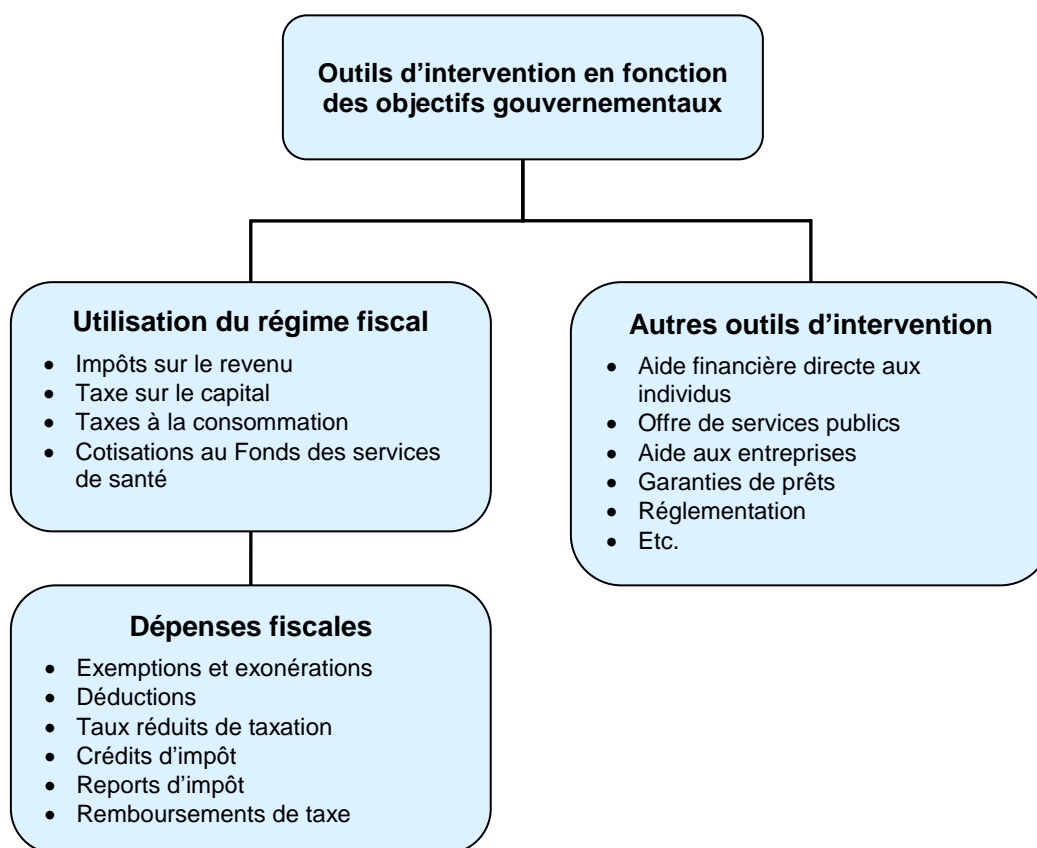 Outils d’intervention en fonction
des objectifs gouvernementaux
Utilisation du régime fiscal
• Impôts sur le revenu
• Taxe sur le capital
• Taxes à la consommation
• Cotisations au Fonds des services
de santé
Autres outils d’intervention
• Aide financière directe aux
individus
• Offre de services publics
• Aide aux entreprises
• Garanties de prêts
• Réglementation
• Etc.
Dépenses fiscales
• Exemptions et exonérations
• Déductions
• Taux réduits de taxation
• Crédits d’impôt
• Reports d’impôt
• Remboursements de taxe